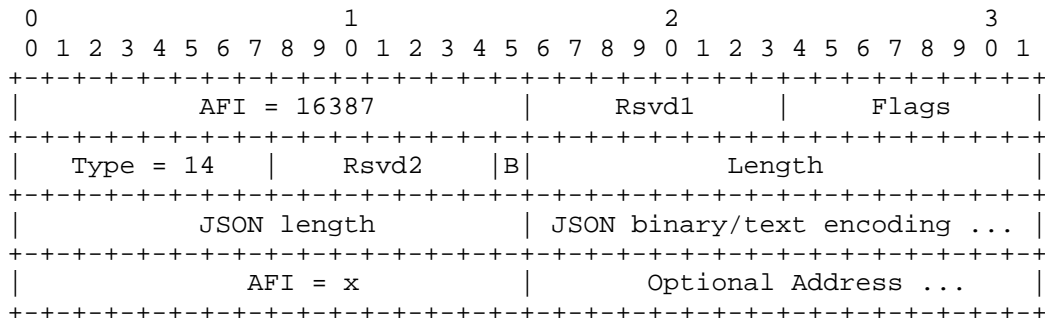 0                   1                   2                   3
 0 1 2 3 4 5 6 7 8 9 0 1 2 3 4 5 6 7 8 9 0 1 2 3 4 5 6 7 8 9 0 1
+-+-+-+-+-+-+-+-+-+-+-+-+-+-+-+-+-+-+-+-+-+-+-+-+-+-+-+-+-+-+-+-+
|           AFI = 16387         |     Rsvd1     |     Flags     |
+-+-+-+-+-+-+-+-+-+-+-+-+-+-+-+-+-+-+-+-+-+-+-+-+-+-+-+-+-+-+-+-+
|   Type = 14   |    Rsvd2    |B|            Length             |
+-+-+-+-+-+-+-+-+-+-+-+-+-+-+-+-+-+-+-+-+-+-+-+-+-+-+-+-+-+-+-+-+
|           JSON length         | JSON binary/text encoding ... |
+-+-+-+-+-+-+-+-+-+-+-+-+-+-+-+-+-+-+-+-+-+-+-+-+-+-+-+-+-+-+-+-+
|              AFI = x          |       Optional Address ...    |
+-+-+-+-+-+-+-+-+-+-+-+-+-+-+-+-+-+-+-+-+-+-+-+-+-+-+-+-+-+-+-+-+